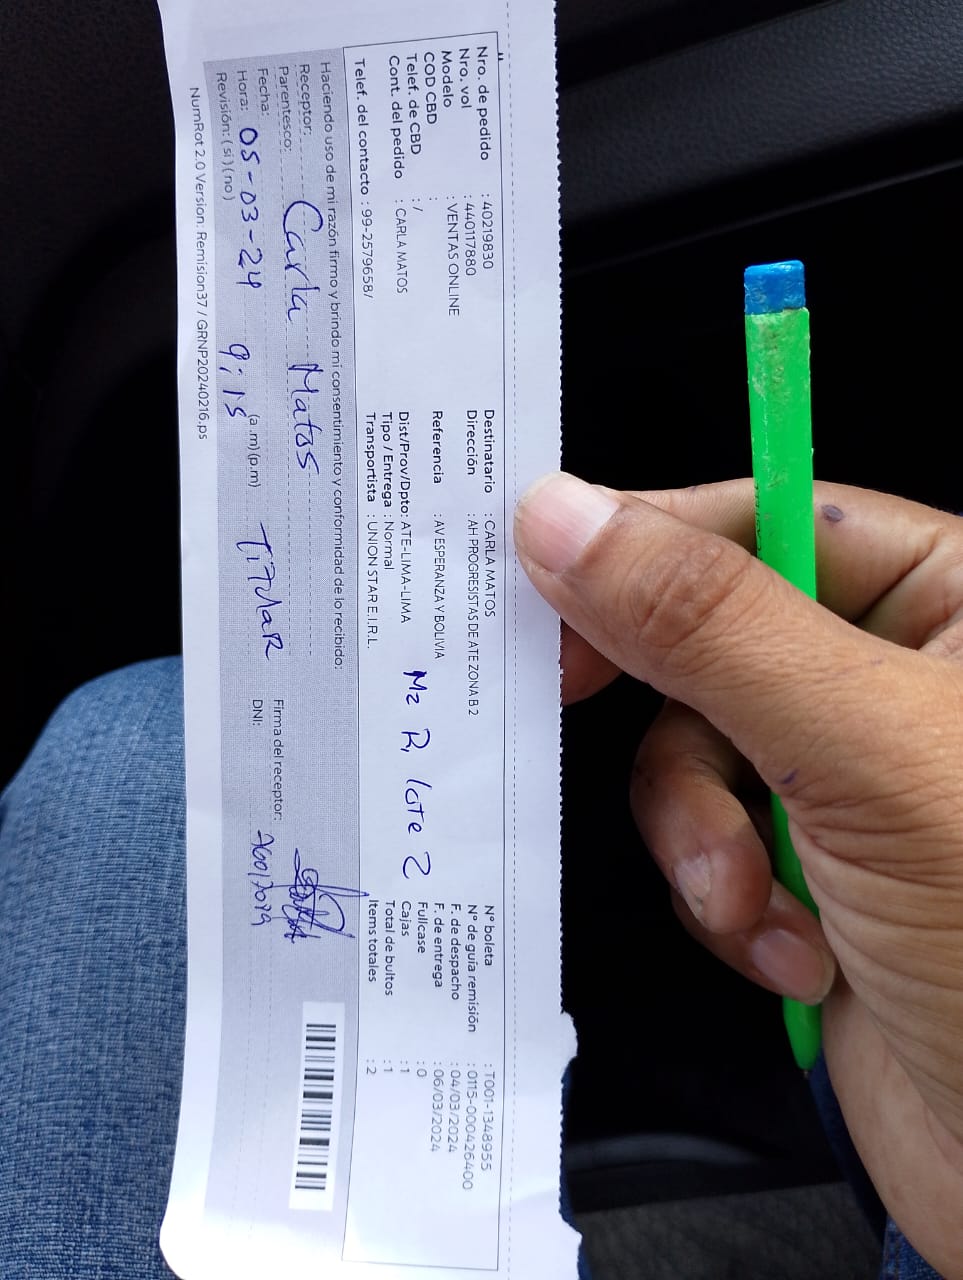 Nro. de pedido : 40219830
Nro. vol : 440117880
Modelo : VENTAS ONLINE
COD CBD :
Telef. de CBD : /
Cont. del pedido : CARLA MATOS
Telef. del contacto : 99-2579658/
Destinatario : CARLA MATOS
Dirección : AH PROGRESISTAS DE ATE ZONA B 2
Referencia : AV ESPERANZA Y BOLIVIA
Dist/Prov/Dpto: ATE-LIMA-LIMA
Tipo / Entrega : Normal
Transportista : UNION STAR E.I.R.L.
Mz R, lote 2
N° boleta : T001-1348955
N° de guia remisión : 0115-000426400
F. de despacho : 04/03/2024
F. de entrega : 06/03/2024
Fullcase : 0
Cajas : 1
Total de bultos : 1
Items totales : 2
Haciendo uso de mi razón firmo y brindo mi consentimiento y conformidad de lo recibido:
Receptor: Carla Matos
Parentesco: TiTulaR
Firma del receptor:
Fecha: 05-03-24
Hora: 9:15 (a.m)(p.m)
DNI:
Revisión: ( si ) ( no )
NumRot 2.0 Version: Remision37 / GRNP20240216.ps